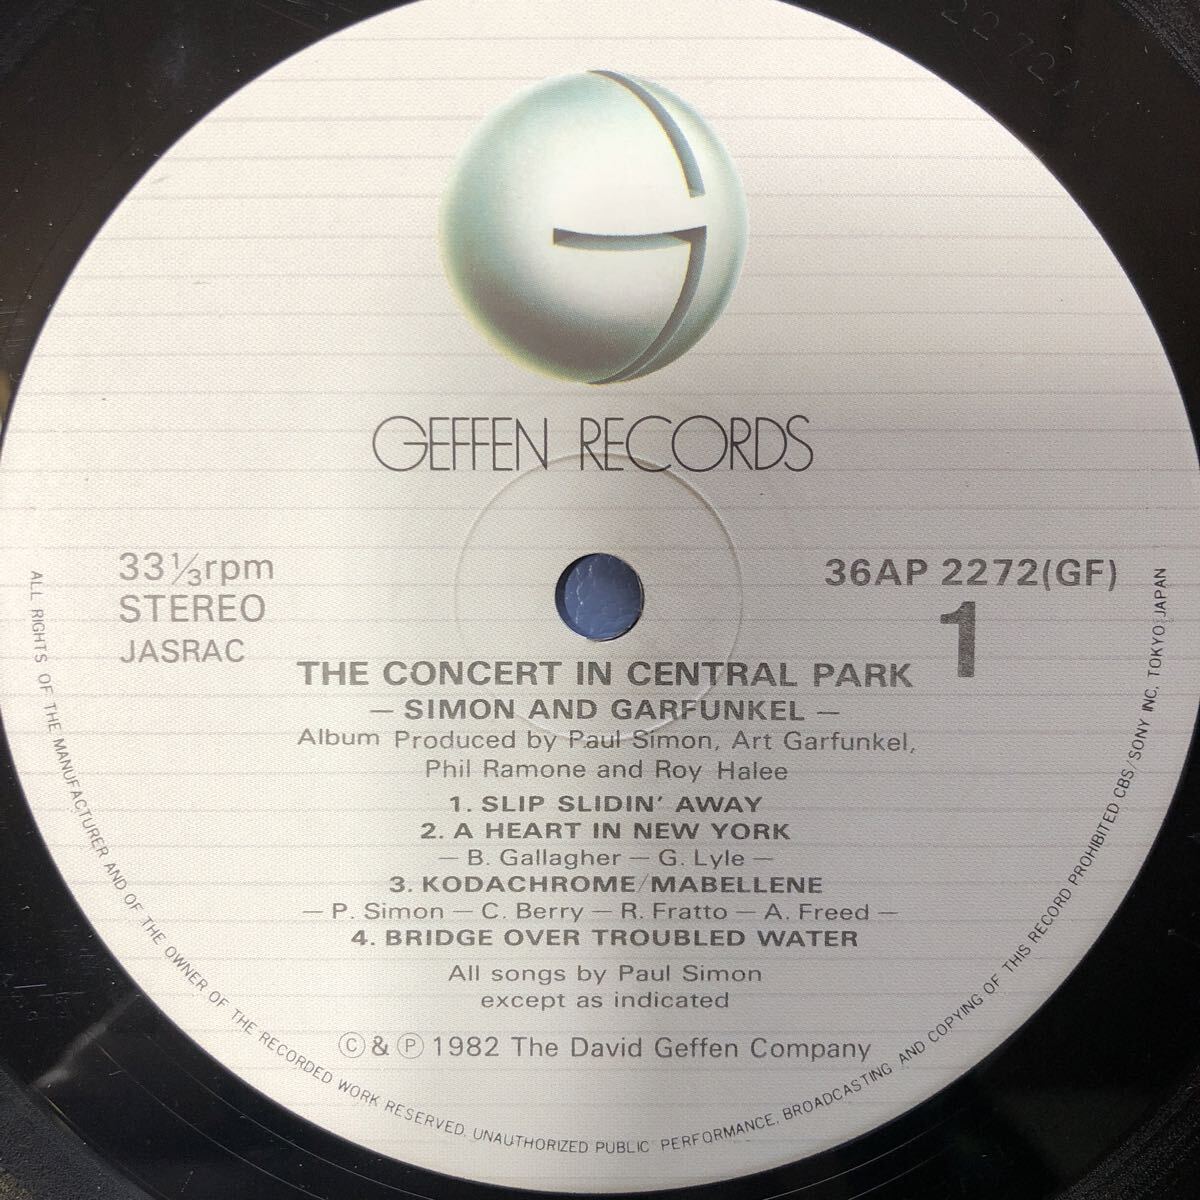 GEFFEN RECORDS
33⅓rpm
STEREO
JASRAC
36AP 2272(GF)
1
THE CONCERT IN CENTRAL PARK
— SIMON AND GARFUNKEL —
Album Produced by Paul Simon, Art Garfunkel,
Phil Ramone and Roy Halee
1. SLIP SLIDIN' AWAY
2. A HEART IN NEW YORK
— B. Gallagher — G. Lyle —
3. KODACHROME/MABELLENE
— P. Simon — C. Berry — R. Fratto — A. Freed —
4. BRIDGE OVER TROUBLED WATER
All songs by Paul Simon
except as indicated
Ⓒ & Ⓟ 1982 The David Geffen Company
ALL RIGHTS OF THE MANUFACTURER AND OF THE OWNER OF THE RECORDED WORK RESERVED. UNAUTHORIZED PUBLIC PERFORMANCE, BROADCASTING AND COPYING OF THIS RECORD PROHIBITED CBS/SONY INC. TOKYO JAPAN